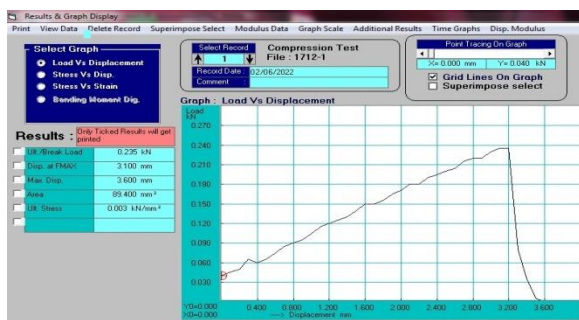 Results & Graph Display
Print View Data Delete Record Superimpose Select Modulus Data Graph Scale Additional Results Time Graphs Disp. Modulus
Select Graph
Load Vs Displacement
Stress Vs Disp.
Stress Vs Strain
Bending Moment Dig.
Select Record
1
Compression Test
File : 1712-1
Record Date : 02/06/2022
Comment :
Point Tracing On Graph
X= 0.000 mm Y= 0.040 kN
Grid Lines On Graph
Superimpose select
Results :
Only Ticked Results will get printed
Ult./Break Load 0.235 kN
Disp. at FMAX 3.100 mm
Max. Disp. 3.600 mm
Area 89.400 mm²
Ult. Stress 0.003 kN/mm²
Graph : Load Vs Displacement
Load
kN
0.270
0.240
0.210
0.180
0.150
0.120
0.090
0.060
0.030
Y0=0.000
X0=0.000
0.400 0.800 1.200 1.600 2.000 2.400 2.800 3.200 3.600
---> Displacement mm